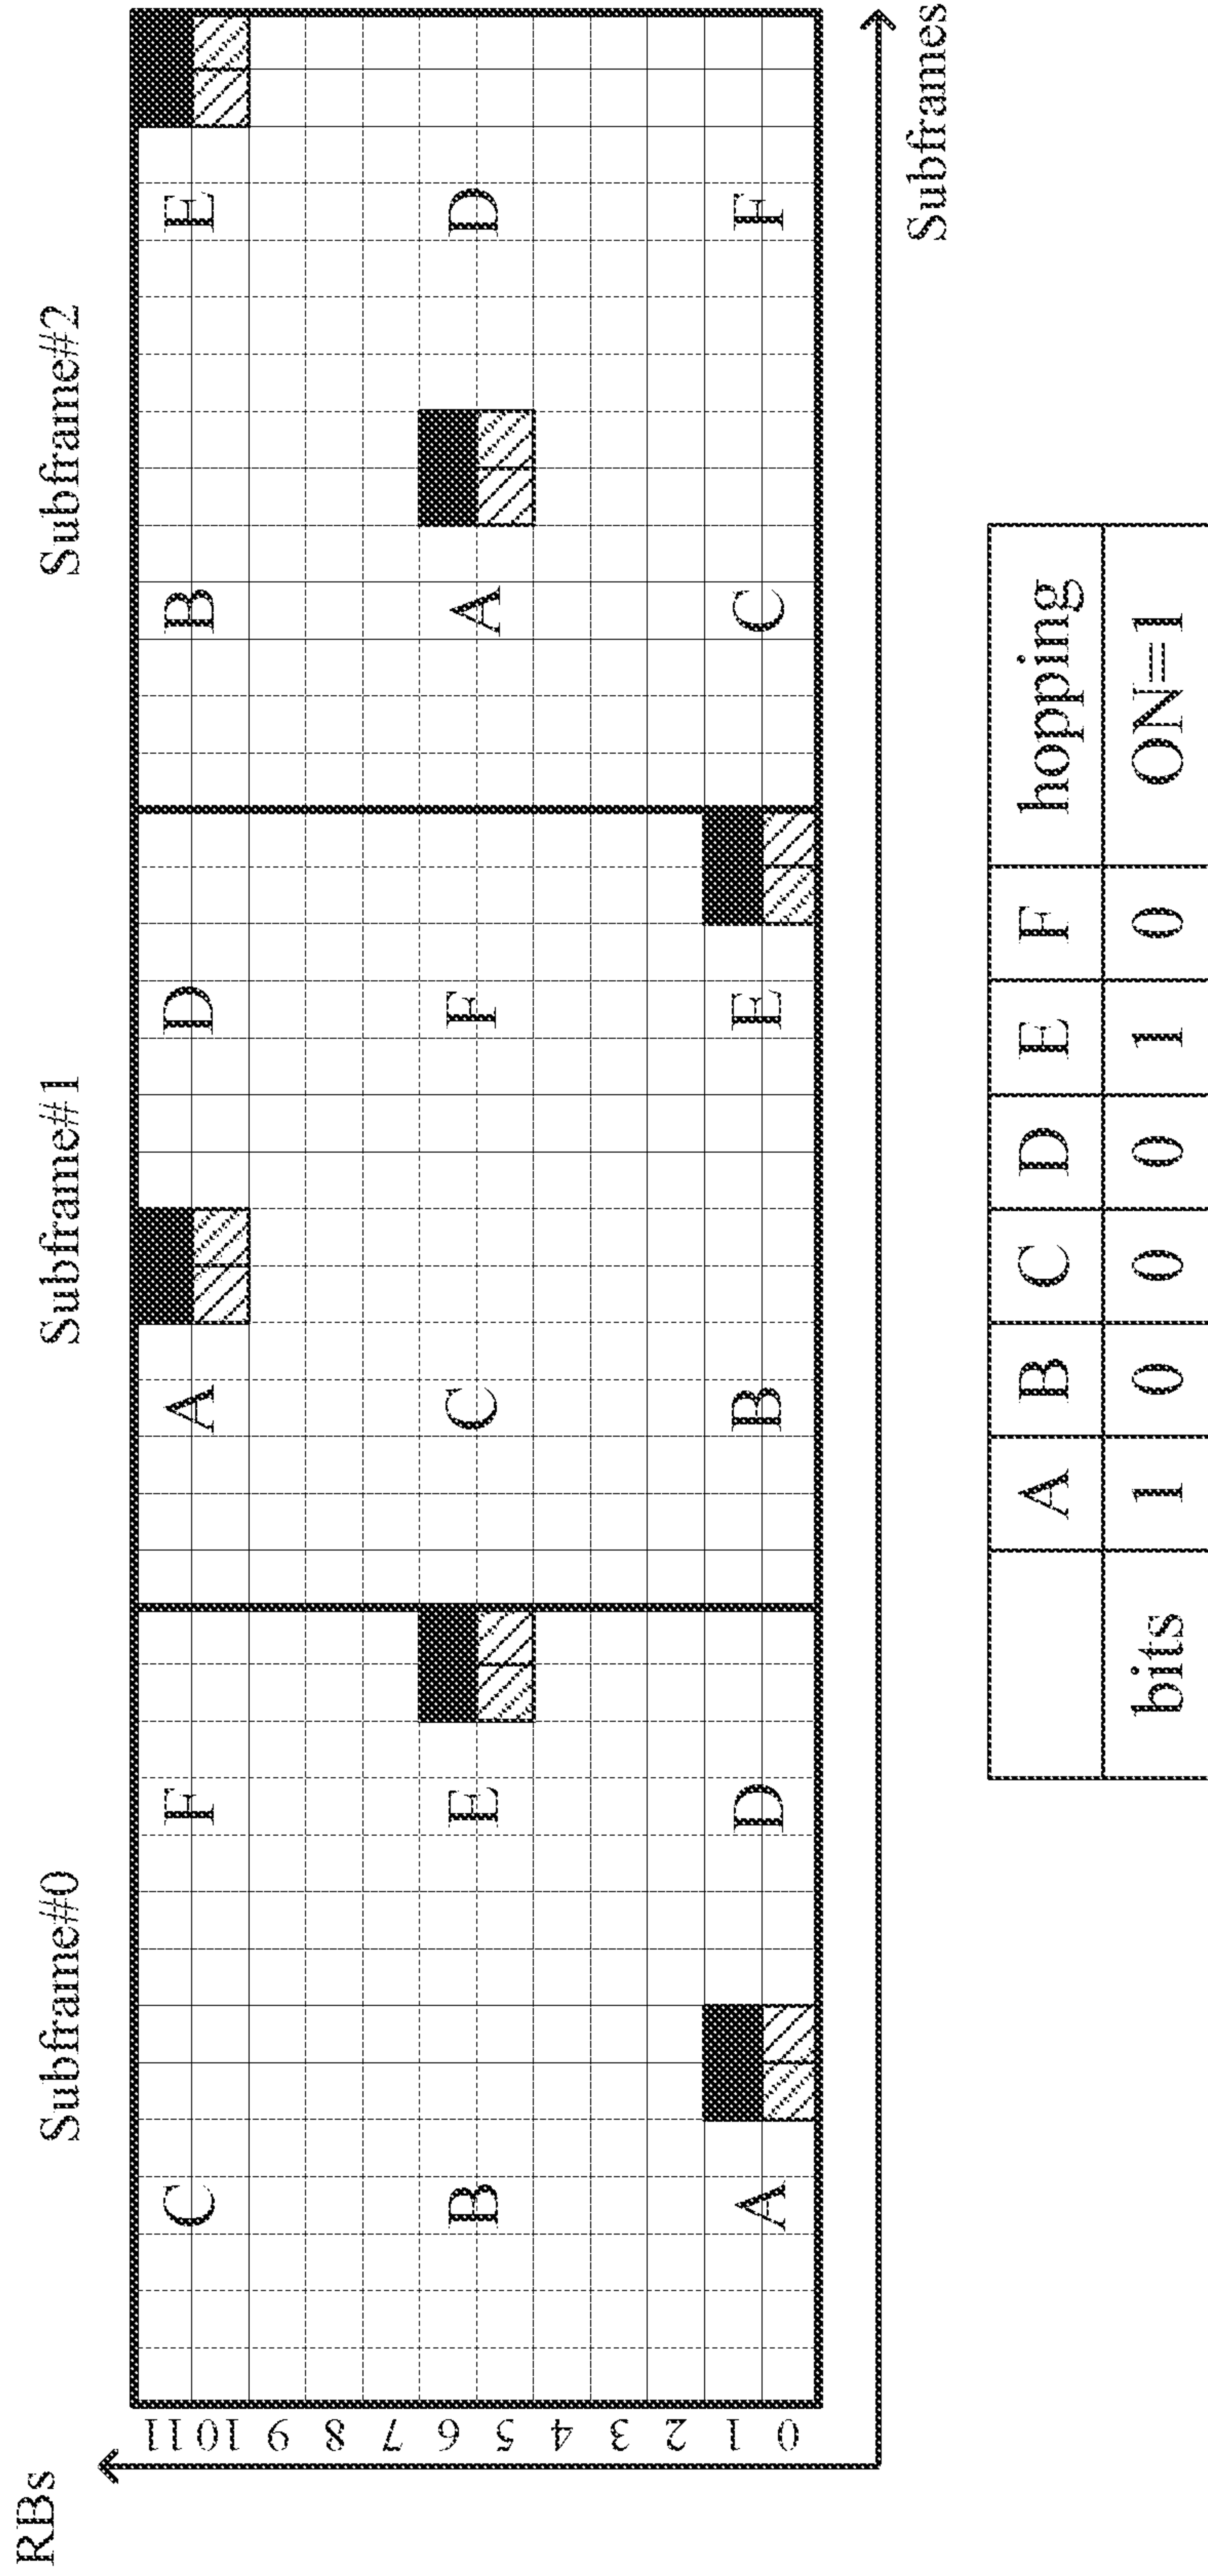 RBs
Subframe#0 Subframe#1 Subframe#2
11 C F A D B E
10
9
8
7
6 B E C F A D
5
4
3
2
1 A D B E C F
0
Subframes
A B C D E F hopping
bits 1 0 0 0 1 0 ON=1